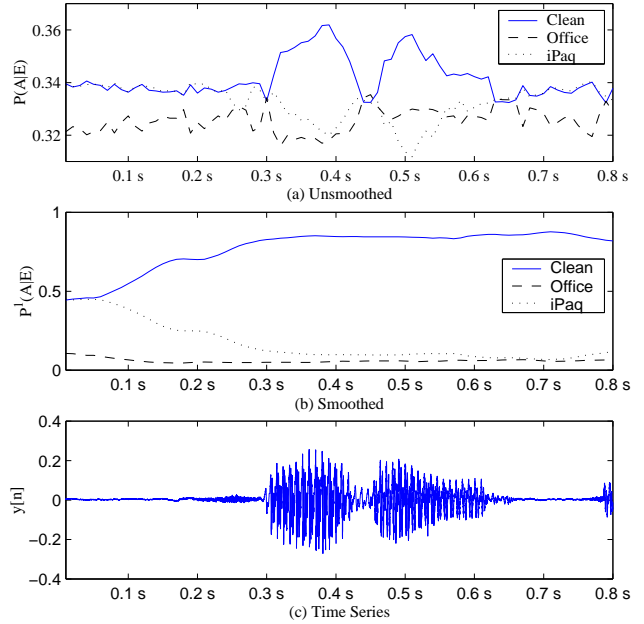 0.36
0.34
0.32
P(A|E)
Clean
Office
iPaq
0.1 s 0.2 s 0.3 s 0.4 s 0.5 s 0.6 s 0.7 s 0.8 s
(a) Unsmoothed
1
0.5
0
P¹(A|E)
Clean
Office
iPaq
0.1 s 0.2 s 0.3 s 0.4 s 0.5 s 0.6 s 0.7 s 0.8 s
(b) Smoothed
0.4
0.2
0
−0.2
−0.4
y[n]
0.1 s 0.2 s 0.3 s 0.4 s 0.5 s 0.6 s 0.7 s 0.8 s
(c) Time Series